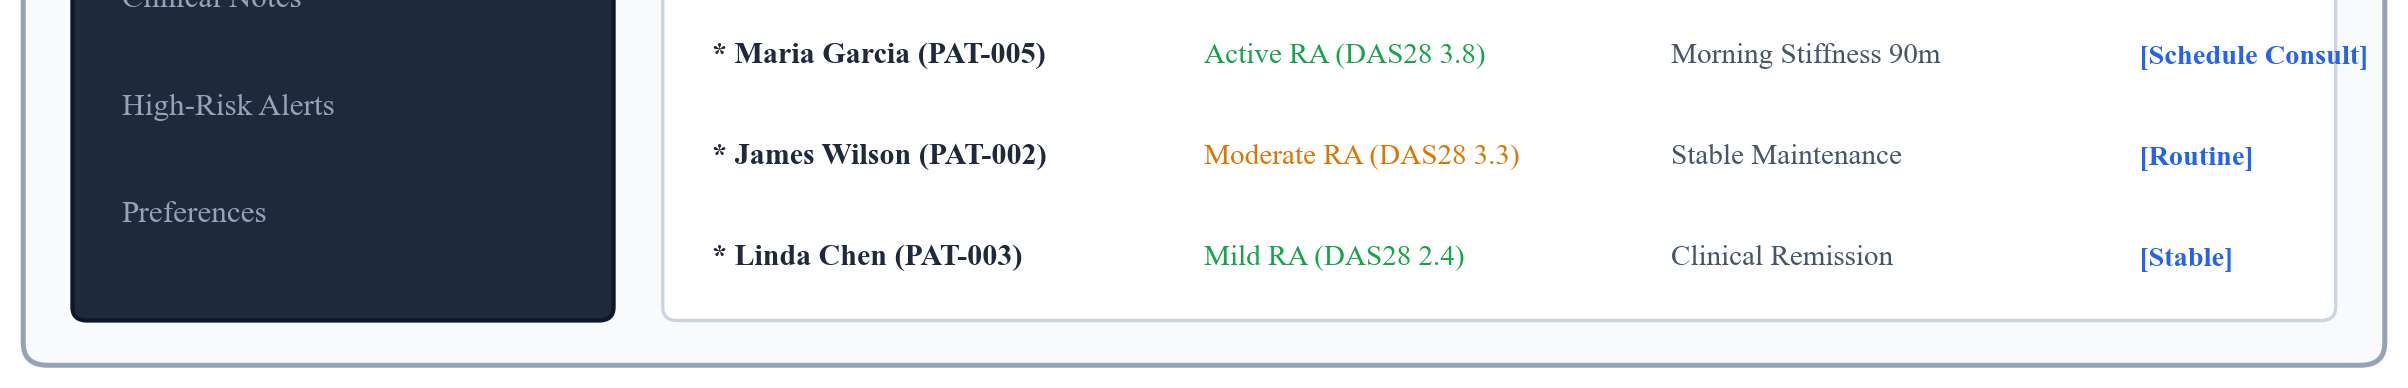 Clinical Notes
High-Risk Alerts
Preferences
* Maria Garcia (PAT-005) Active RA (DAS28 3.8) Morning Stiffness 90m [Schedule Consult]
* James Wilson (PAT-002) Moderate RA (DAS28 3.3) Stable Maintenance [Routine]
* Linda Chen (PAT-003) Mild RA (DAS28 2.4) Clinical Remission [Stable]